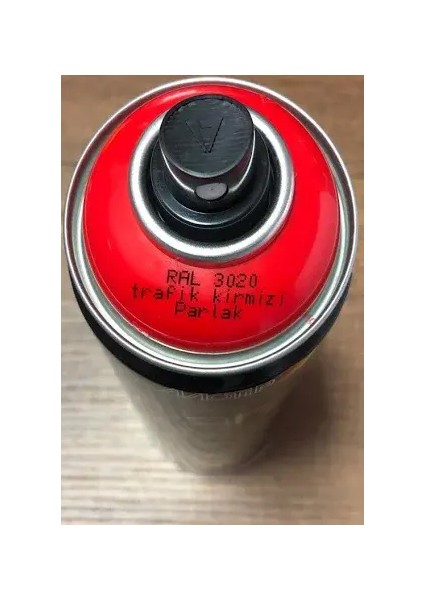 RAL 3020
trafik kirmizi
Parlak